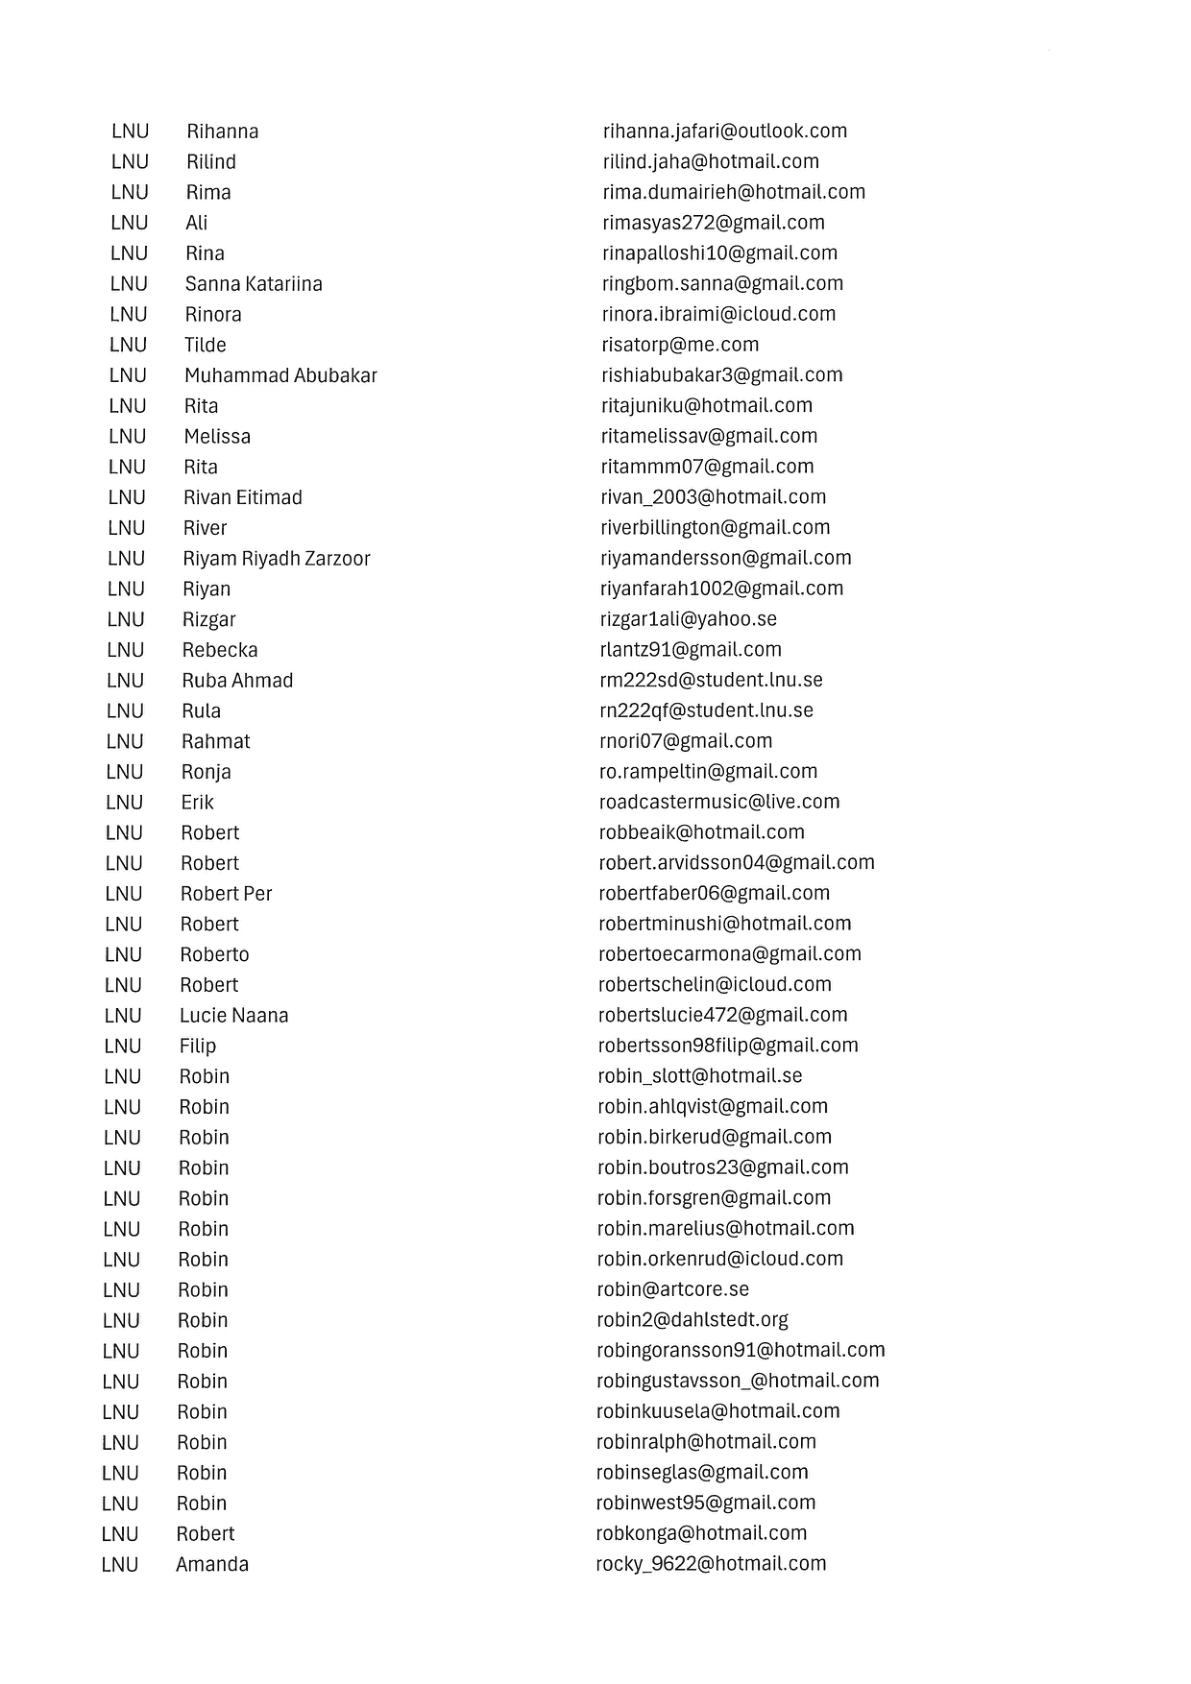 LNU Rihanna rihanna.jafari@outlook.com
LNU Rilind rilind.jaha@hotmail.com
LNU Rima rima.dumairieh@hotmail.com
LNU Ali rimasyas272@gmail.com
LNU Rina rinapalloshi10@gmail.com
LNU Sanna Katariina ringbom.sanna@gmail.com
LNU Rinora rinora.ibraimi@icloud.com
LNU Tilde risatorp@me.com
LNU Muhammad Abubakar rishiabubakar3@gmail.com
LNU Rita ritajuniku@hotmail.com
LNU Melissa ritamelissav@gmail.com
LNU Rita ritammm07@gmail.com
LNU Rivan Eitimad rivan_2003@hotmail.com
LNU River riverbillington@gmail.com
LNU Riyam Riyadh Zarzoor riyamandersson@gmail.com
LNU Riyan riyanfarah1002@gmail.com
LNU Rizgar rizgar1ali@yahoo.se
LNU Rebecka rlantz91@gmail.com
LNU Ruba Ahmad rm222sd@student.lnu.se
LNU Rula rn222qf@student.lnu.se
LNU Rahmat rnori07@gmail.com
LNU Ronja ro.rampeltin@gmail.com
LNU Erik roadcastermusic@live.com
LNU Robert robbeaik@hotmail.com
LNU Robert robert.arvidsson04@gmail.com
LNU Robert Per robertfaber06@gmail.com
LNU Robert robertminushi@hotmail.com
LNU Roberto robertoecarmona@gmail.com
LNU Robert robertschelin@icloud.com
LNU Lucie Naana robertslucie472@gmail.com
LNU Filip robertsson98filip@gmail.com
LNU Robin robin_slott@hotmail.se
LNU Robin robin.ahlqvist@gmail.com
LNU Robin robin.birkerud@gmail.com
LNU Robin robin.boutros23@gmail.com
LNU Robin robin.forsgren@gmail.com
LNU Robin robin.marelius@hotmail.com
LNU Robin robin.orkenrud@icloud.com
LNU Robin robin@artcore.se
LNU Robin robin2@dahlstedt.org
LNU Robin robingoransson91@hotmail.com
LNU Robin robingustavsson_@hotmail.com
LNU Robin robinkuusela@hotmail.com
LNU Robin robinralph@hotmail.com
LNU Robin robinseglas@gmail.com
LNU Robin robinwest95@gmail.com
LNU Robert robkonga@hotmail.com
LNU Amanda rocky_9622@hotmail.com